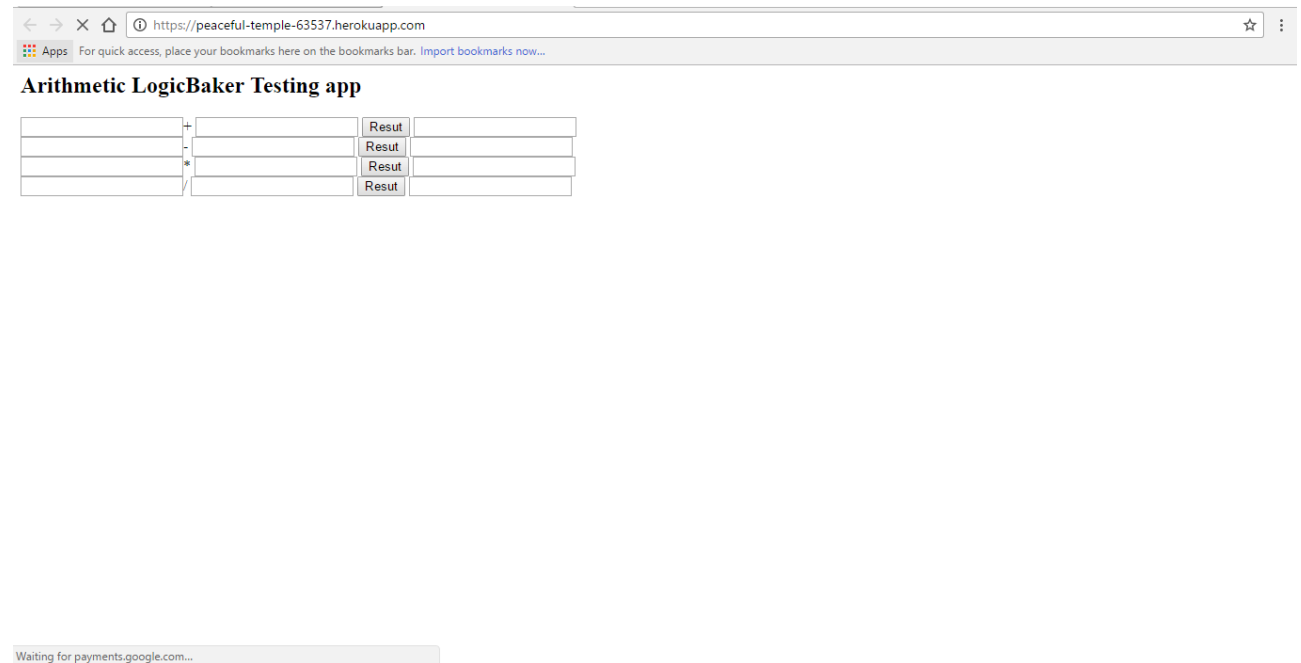 https://peaceful-temple-63537.herokuapp.com
Apps For quick access, place your bookmarks here on the bookmarks bar. Import bookmarks now...
Arithmetic LogicBaker Testing app
+ Resut
- Resut
* Resut
/ Resut
Waiting for payments.google.com...